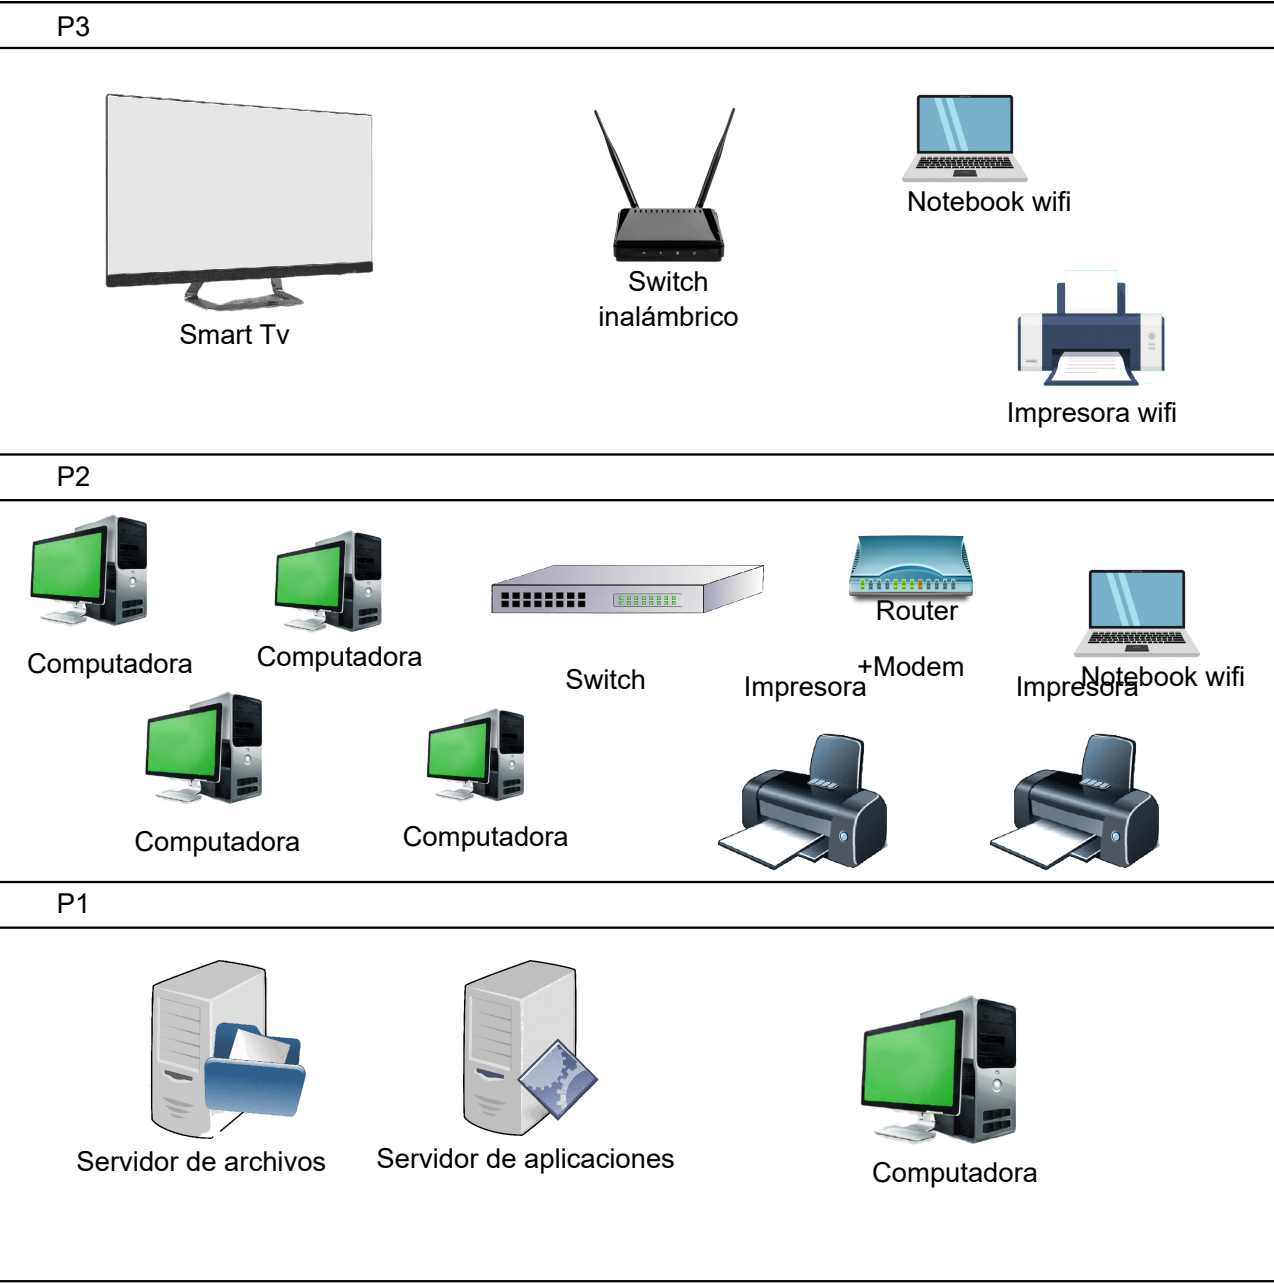 P3
Notebook wifi
Switch
inalámbrico
Smart Tv
Impresora wifi
P2
Router
+Modem
Computadora
Computadora
Switch
Impresora
Impresora
Notebook wifi
Computadora
Computadora
P1
Servidor de archivos
Servidor de aplicaciones
Computadora